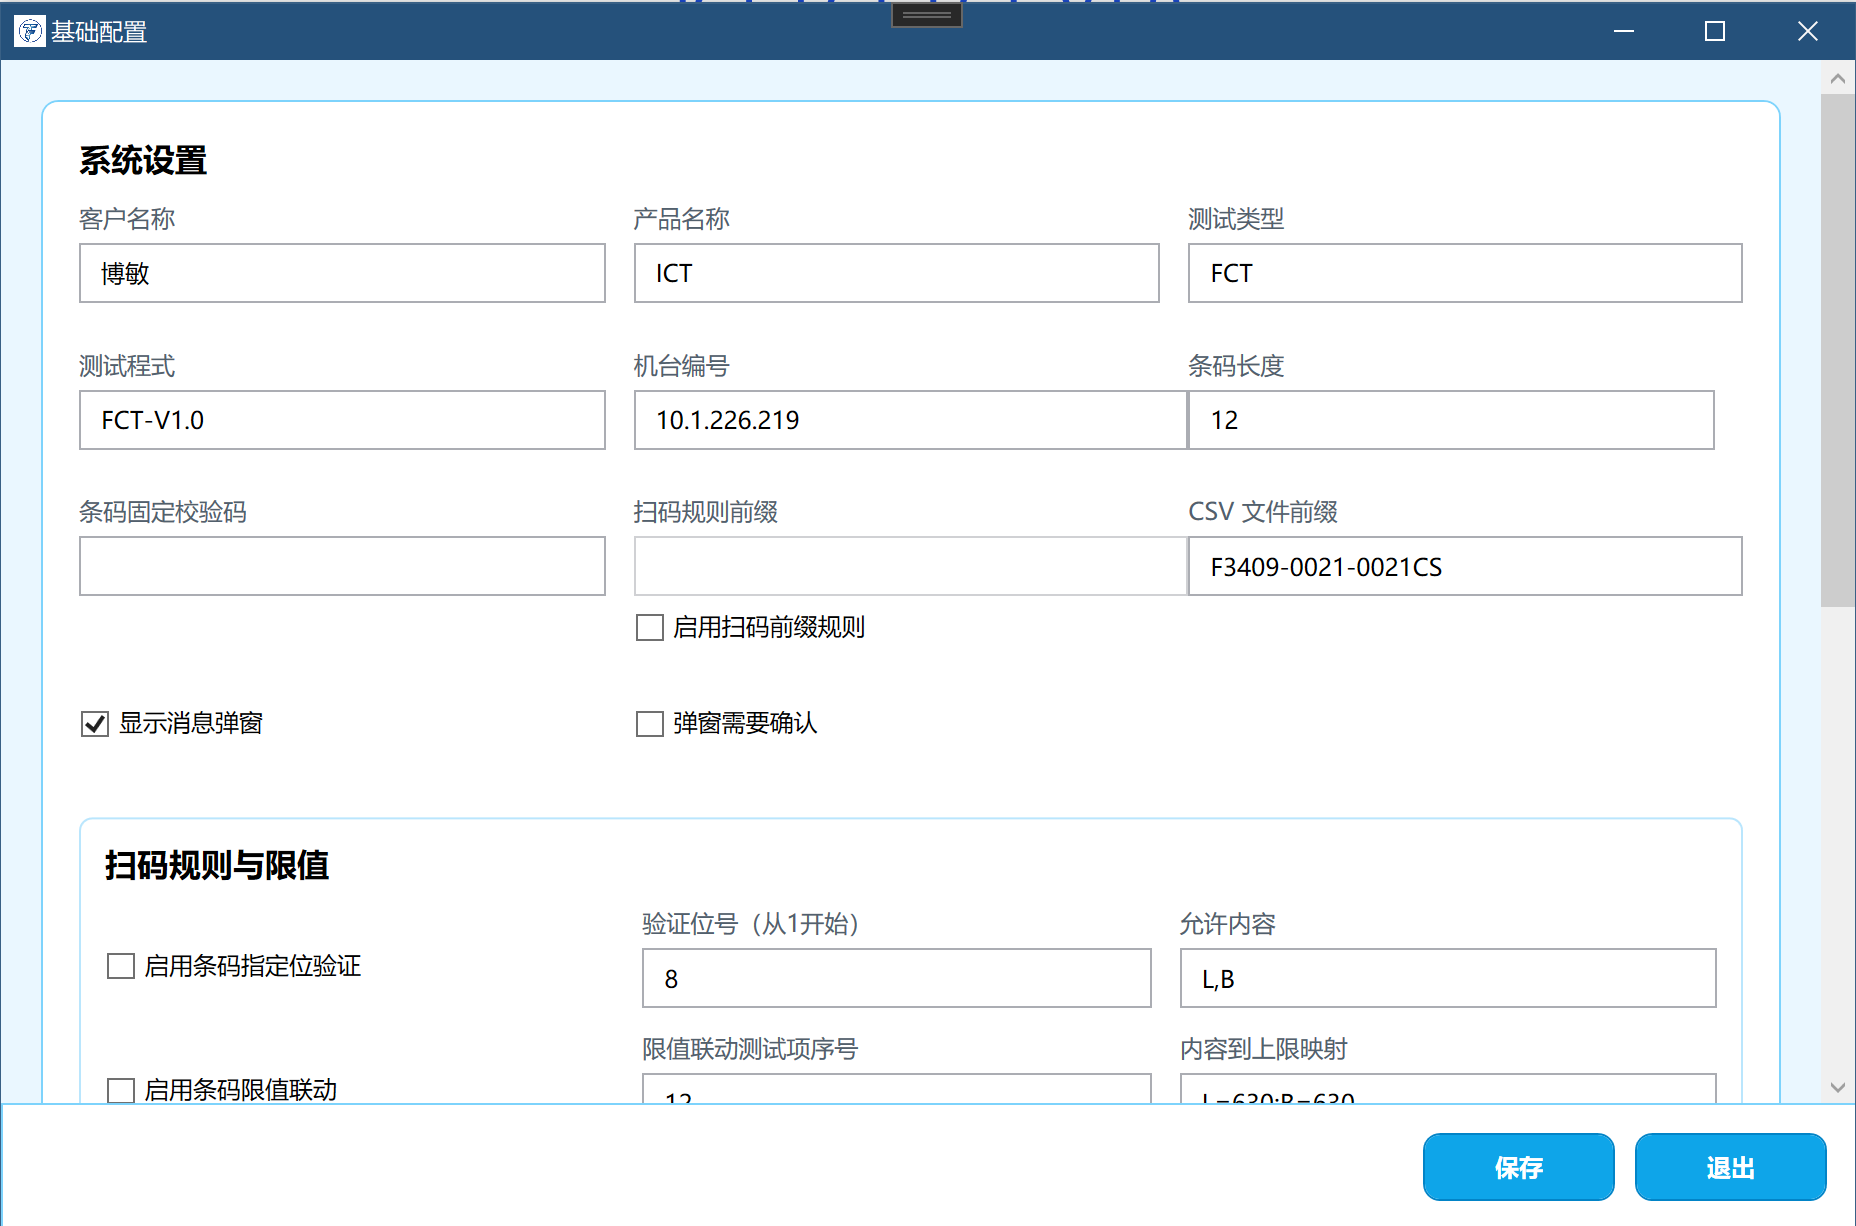 基础配置
系统设置
客户名称 产品名称 测试类型
博敏 ICT FCT
测试程式 机台编号 条码长度
FCT-V1.0 10.1.226.219 12
条码固定校验码 扫码规则前缀 CSV 文件前缀
F3409-0021-0021CS
启用扫码前缀规则
显示消息弹窗 弹窗需要确认
扫码规则与限值
验证位号（从1开始） 允许内容
启用条码指定位验证 8 L,B
限值联动测试项序号 内容到上限映射
启用条码限值联动 12 L=630;B=630
保存 退出